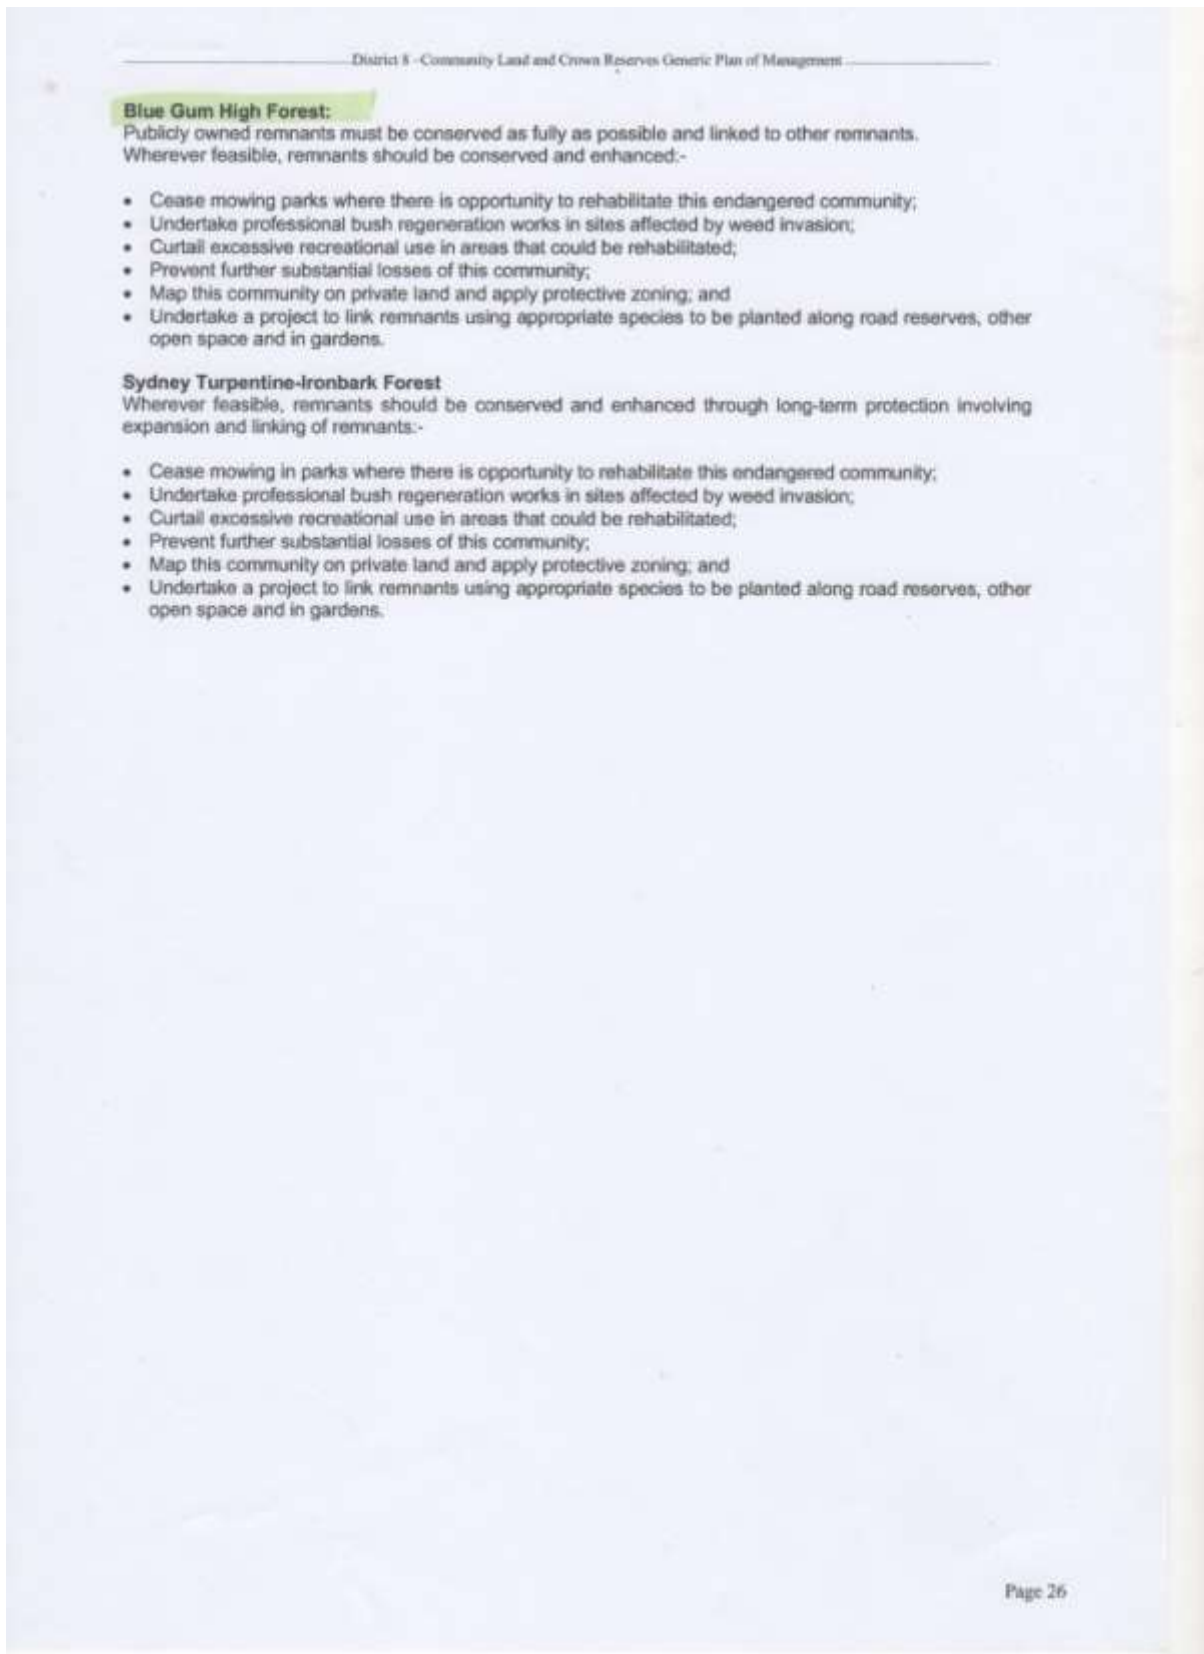 District 8 - Community Land and Crown Reserves Generic Plan of Management
Blue Gum High Forest:
Publicly owned remnants must be conserved as fully as possible and linked to other remnants.
Wherever feasible, remnants should be conserved and enhanced:-
• Cease mowing parks where there is opportunity to rehabilitate this endangered community;
• Undertake professional bush regeneration works in sites affected by weed invasion;
• Curtail excessive recreational use in areas that could be rehabilitated;
• Prevent further substantial losses of this community;
• Map this community on private land and apply protective zoning; and
• Undertake a project to link remnants using appropriate species to be planted along road reserves, other
open space and in gardens.
Sydney Turpentine-Ironbark Forest
Wherever feasible, remnants should be conserved and enhanced through long-term protection involving
expansion and linking of remnants:-
• Cease mowing in parks where there is opportunity to rehabilitate this endangered community;
• Undertake professional bush regeneration works in sites affected by weed invasion;
• Curtail excessive recreational use in areas that could be rehabilitated;
• Prevent further substantial losses of this community;
• Map this community on private land and apply protective zoning; and
• Undertake a project to link remnants using appropriate species to be planted along road reserves, other
open space and in gardens.
Page 26